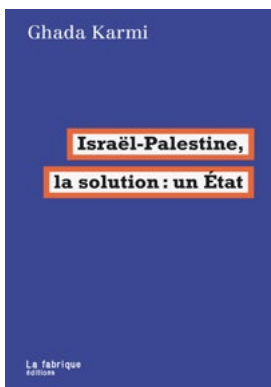 Ghada Karmi
Israël-Palestine,
la solution : un État
La fabrique
éditions